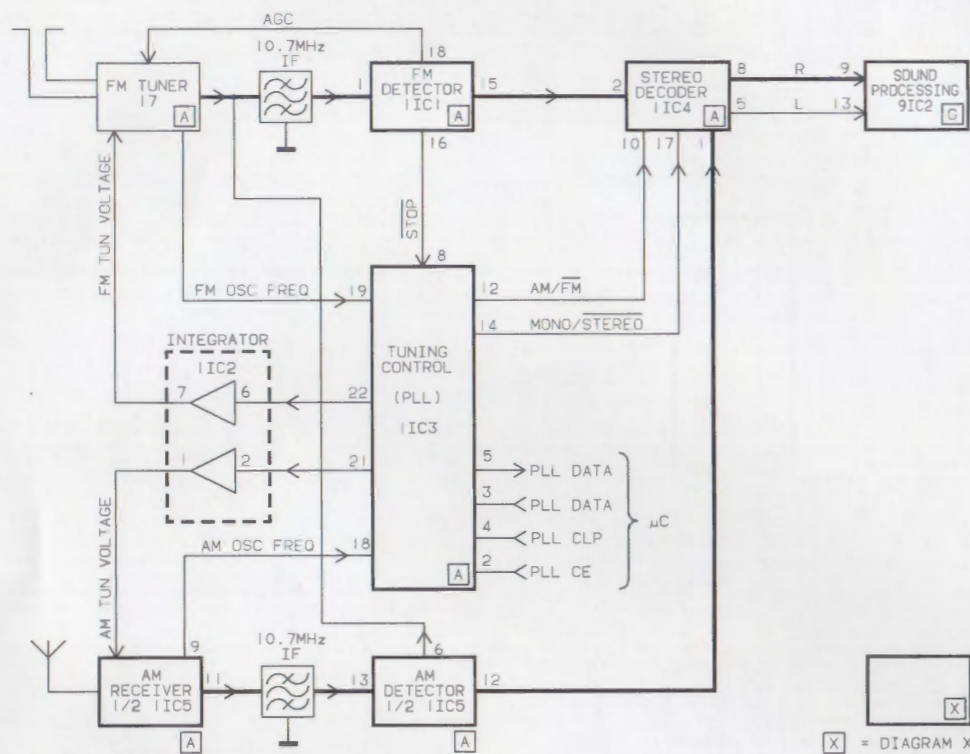 AGC
10.7MHz
IF
FM TUNER
17
A
18
1
FM
DETECTOR
1IC1
A
15
16
2
STEREO
DECODER
1IC4
A
8
R
9
5
L
13
10
17
1
SOUND
PRDCESSING
9IC2
G
FM TUN VOLTAGE
STOP
8
FM OSC FREQ
19
12
AM/FM
14
MONO/STEREO
INTEGRATOR
1IC2
7
6
22
1
2
21
TUNING
CONTROL
(PLL)
1IC3
A
5
PLL DATA
3
PLL DATA
4
PLL CLP
2
PLL CE
µC
AM TUN VOLTAGE
AM OSC FREQ
18
9
10.7MHz
IF
6
AM
RECEIVER
1/2 1IC5
A
11
13
AM
DETECTOR
1/2 1IC5
A
12
X
X = DIAGRAM X